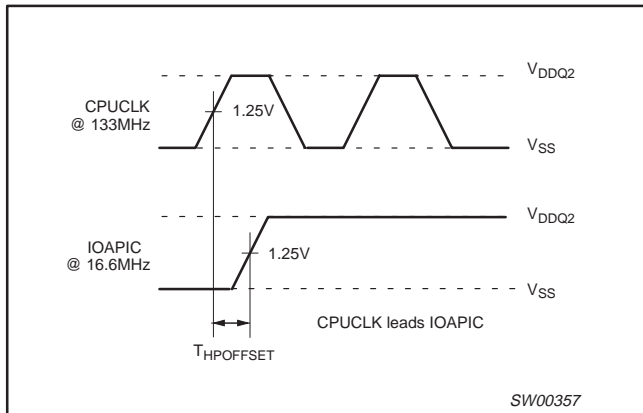 VDDQ2
CPUCLK
@ 133MHz
1.25V
VSS
VDDQ2
IOAPIC
@ 16.6MHz
1.25V
VSS
CPUCLK leads IOAPIC
THPOFFSET
SW00357